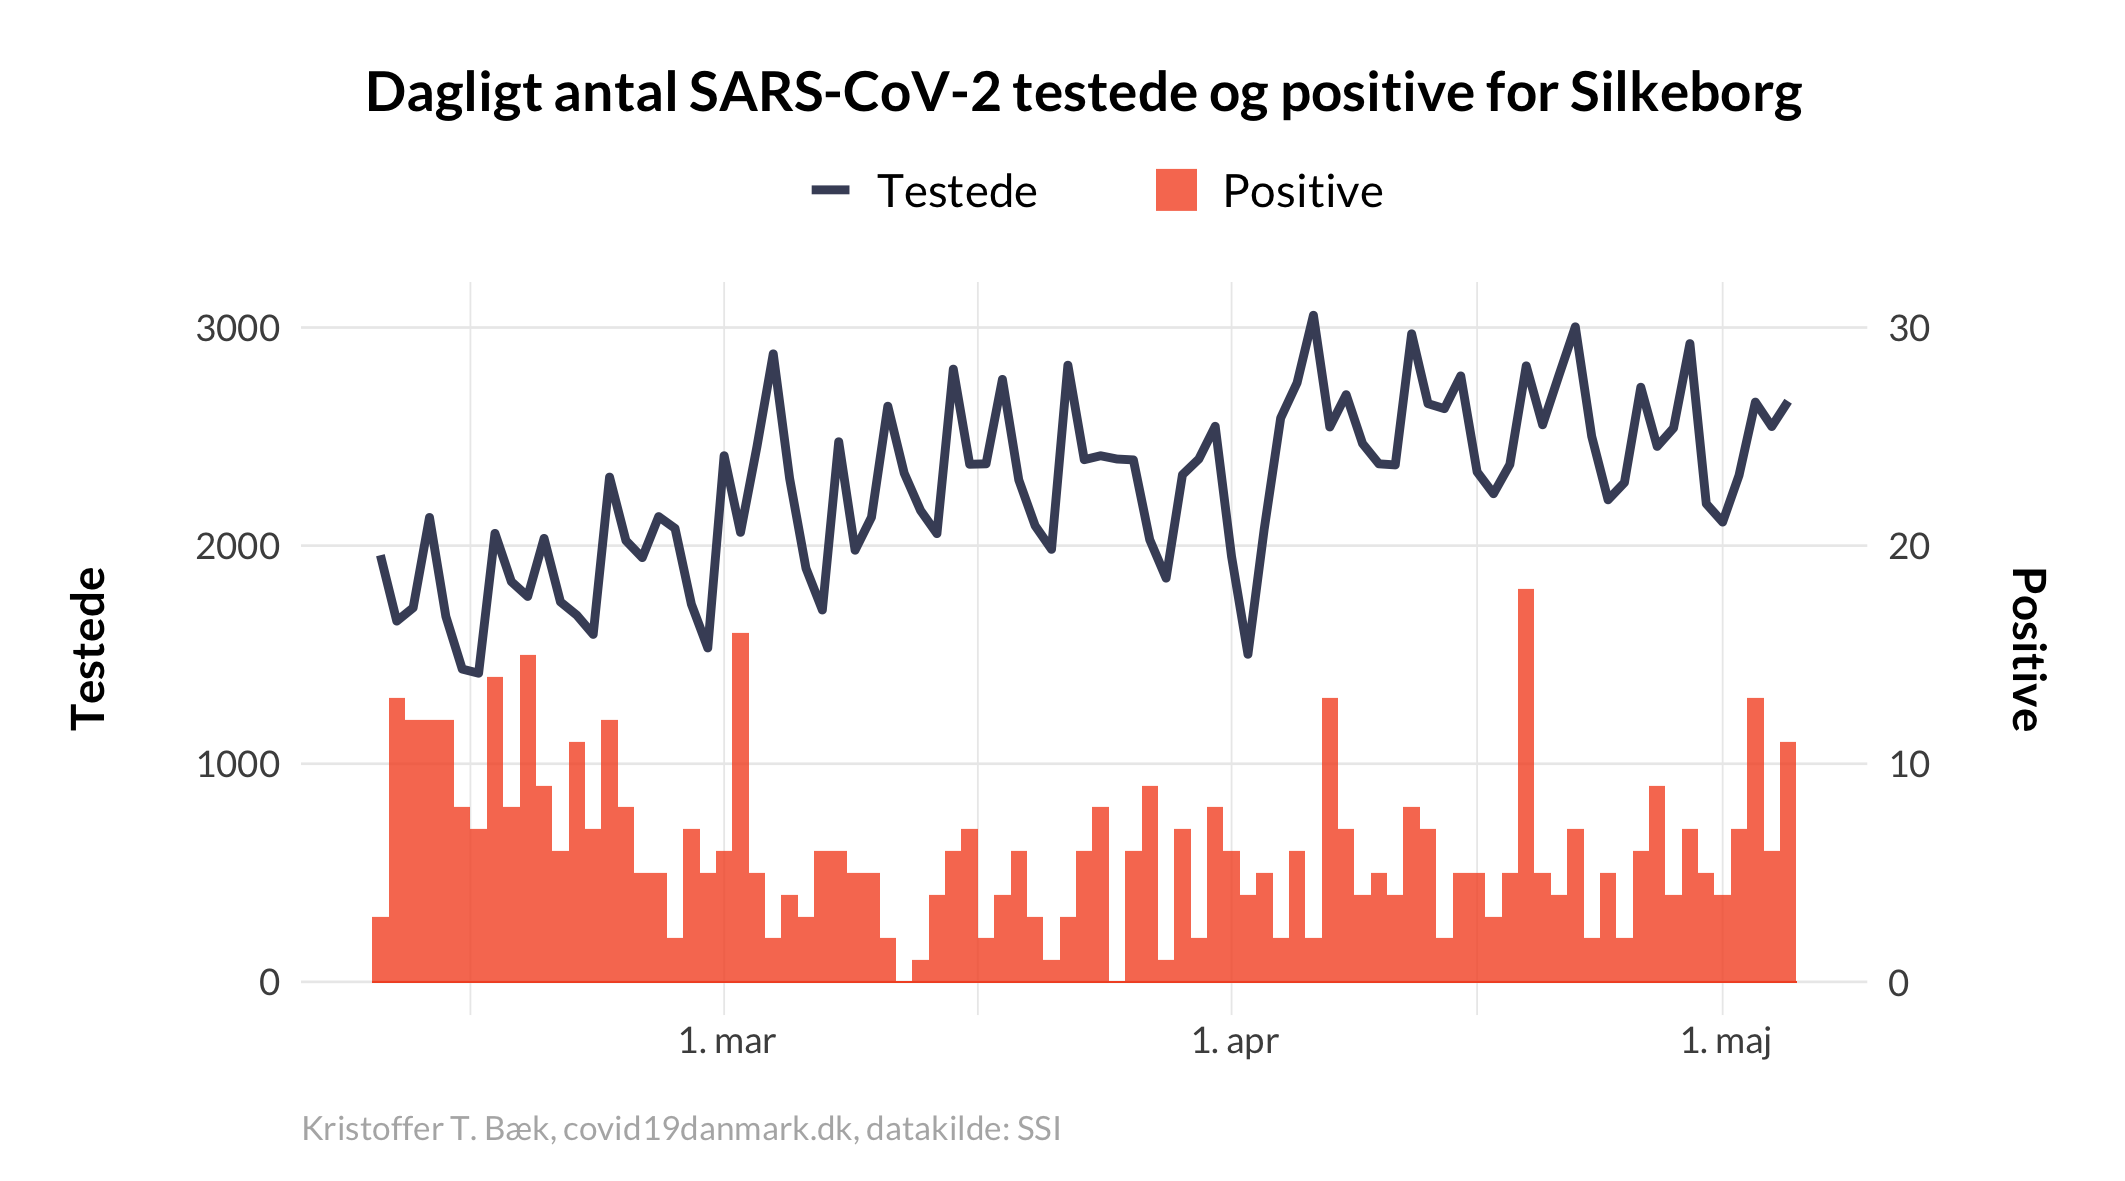 Dagligt antal SARS-CoV-2 testede og positive for Silkeborg
Testede
Positive
3000
2000
1000
0
30
20
10
0
Testede
Positive
1. mar
1. apr
1. maj
Kristoffer T. Bæk, covid19danmark.dk, datakilde: SSI